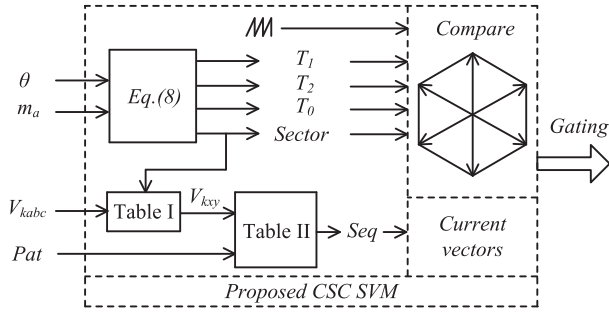 Compare
θ
m_a
Eq.(8)
T_1
T_2
T_0
Sector
Gating
V_kabc
Table I
V_kxy
Table II
Seq
Current
vectors
Pat
Proposed CSC SVM